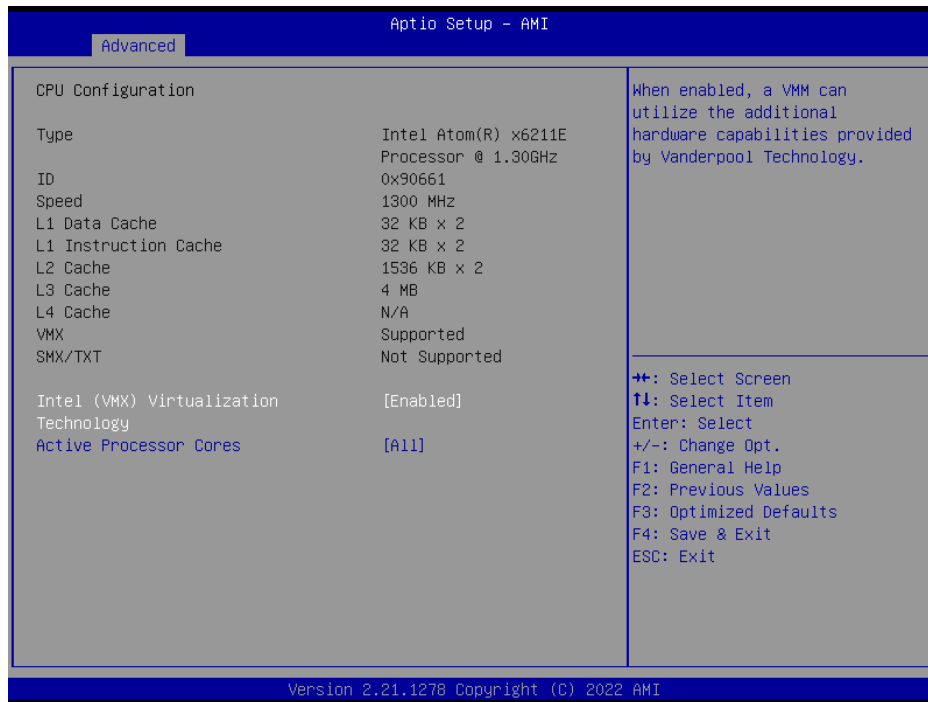 Aptio Setup – AMI
Advanced
CPU Configuration
Type Intel Atom(R) x6211E
Processor @ 1.30GHz
ID 0x90661
Speed 1300 MHz
L1 Data Cache 32 KB x 2
L1 Instruction Cache 32 KB x 2
L2 Cache 1536 KB x 2
L3 Cache 4 MB
L4 Cache N/A
VMX Supported
SMX/TXT Not Supported
Intel (VMX) Virtualization [Enabled]
Technology
Active Processor Cores [All]
When enabled, a VMM can
utilize the additional
hardware capabilities provided
by Vanderpool Technology.
→←: Select Screen
↑↓: Select Item
Enter: Select
+/-: Change Opt.
F1: General Help
F2: Previous Values
F3: Optimized Defaults
F4: Save & Exit
ESC: Exit
Version 2.21.1278 Copyright (C) 2022 AMI